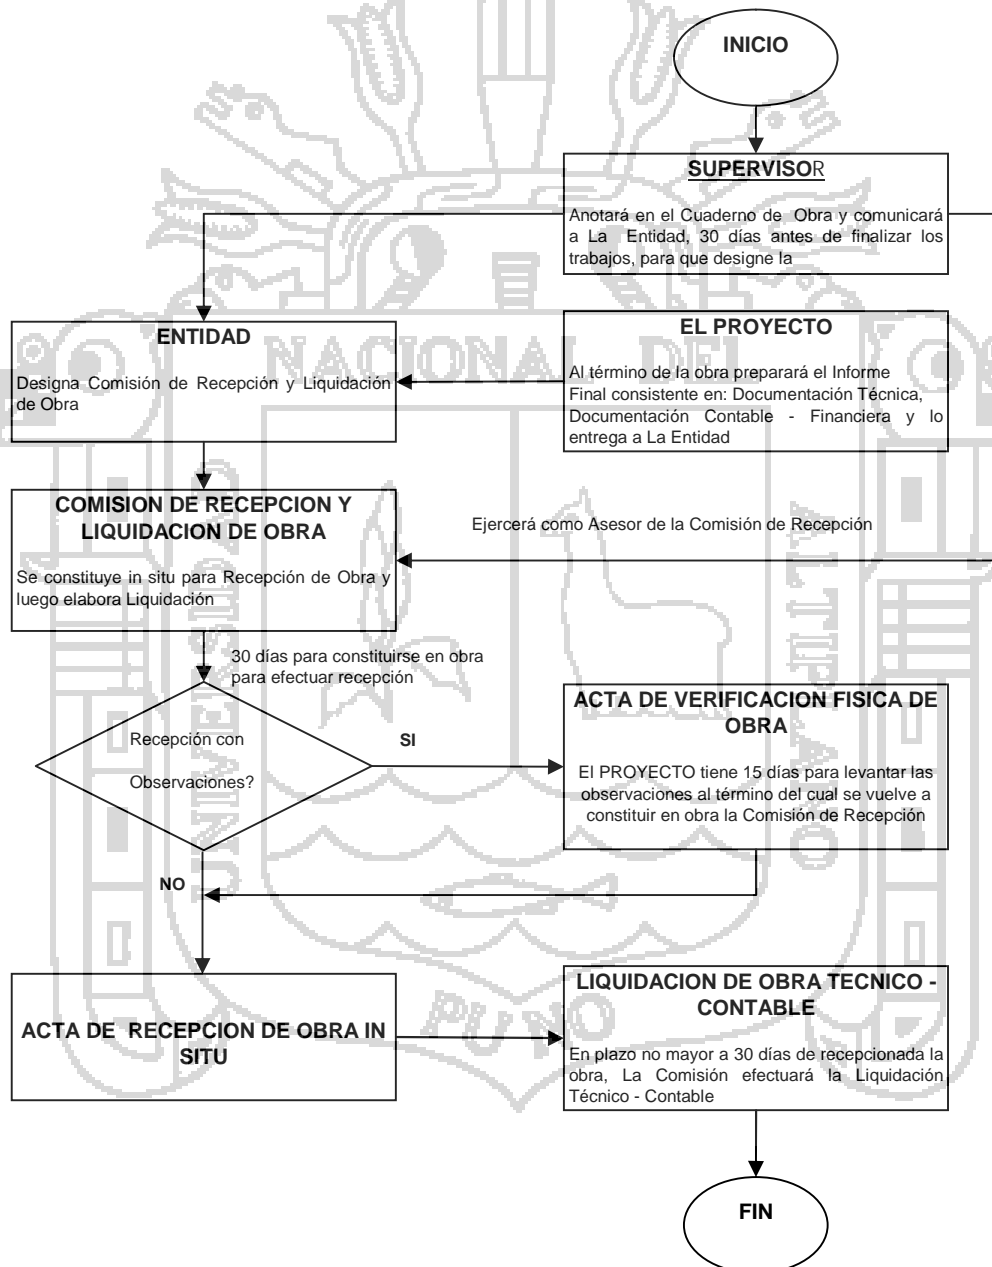 INICIO
SUPERVISOR
Anotará en el Cuaderno de Obra y comunicará
a La Entidad, 30 días antes de finalizar los
trabajos, para que designe la
ENTIDAD
Designa Comisión de Recepción y Liquidación
de Obra
EL PROYECTO
Al término de la obra preparará el Informe
Final consistente en: Documentación Técnica,
Documentación Contable - Financiera y lo
entrega a La Entidad
COMISION DE RECEPCION Y
LIQUIDACION DE OBRA
Se constituye in situ para Recepción de Obra y
luego elabora Liquidación
Ejercerá como Asesor de la Comisión de Recepción
30 días para constituirse en obra
para efectuar recepción
Recepción con
Observaciones?
SI
ACTA DE VERIFICACION FISICA DE
OBRA
El PROYECTO tiene 15 días para levantar las
observaciones al término del cual se vuelve a
constituir en obra la Comisión de Recepción
NO
ACTA DE RECEPCION DE OBRA IN
SITU
LIQUIDACION DE OBRA TECNICO -
CONTABLE
En plazo no mayor a 30 días de recepcionada la
obra, La Comisión efectuará la Liquidación
Técnico - Contable
FIN
UNIVERSIDAD
NACIONAL DEL
ALTIPLANO
PUNO